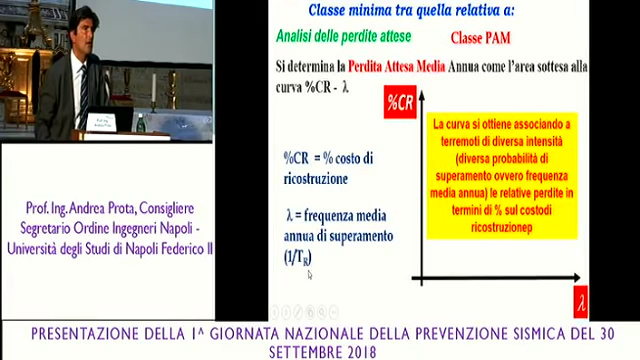 Classe minima tra quella relativa a:
Analisi delle perdite attese
Classe PAM
Si determina la Perdita Attesa Media Annua come l'area sottesa alla
curva %CR - λ.
%CR
La curva si ottiene associando a
terremoti di diversa intensità
(diversa probabilità di
superamento ovvero frequenza
media annua) le relative perdite in
termini di % sul costodi
ricostruzionep
%CR = % costo di
ricostruzione
λ = frequenza media
annua di superamento
(1/TR)
λ
Prof. Ing. Andrea Prota, Consigliere
Segretario Ordine Ingegneri Napoli -
Università degli Studi di Napoli Federico II
PRESENTAZIONE DELLA 1^ GIORNATA NAZIONALE DELLA PREVENZIONE SISMICA DEL 30
SETTEMBRE 2018